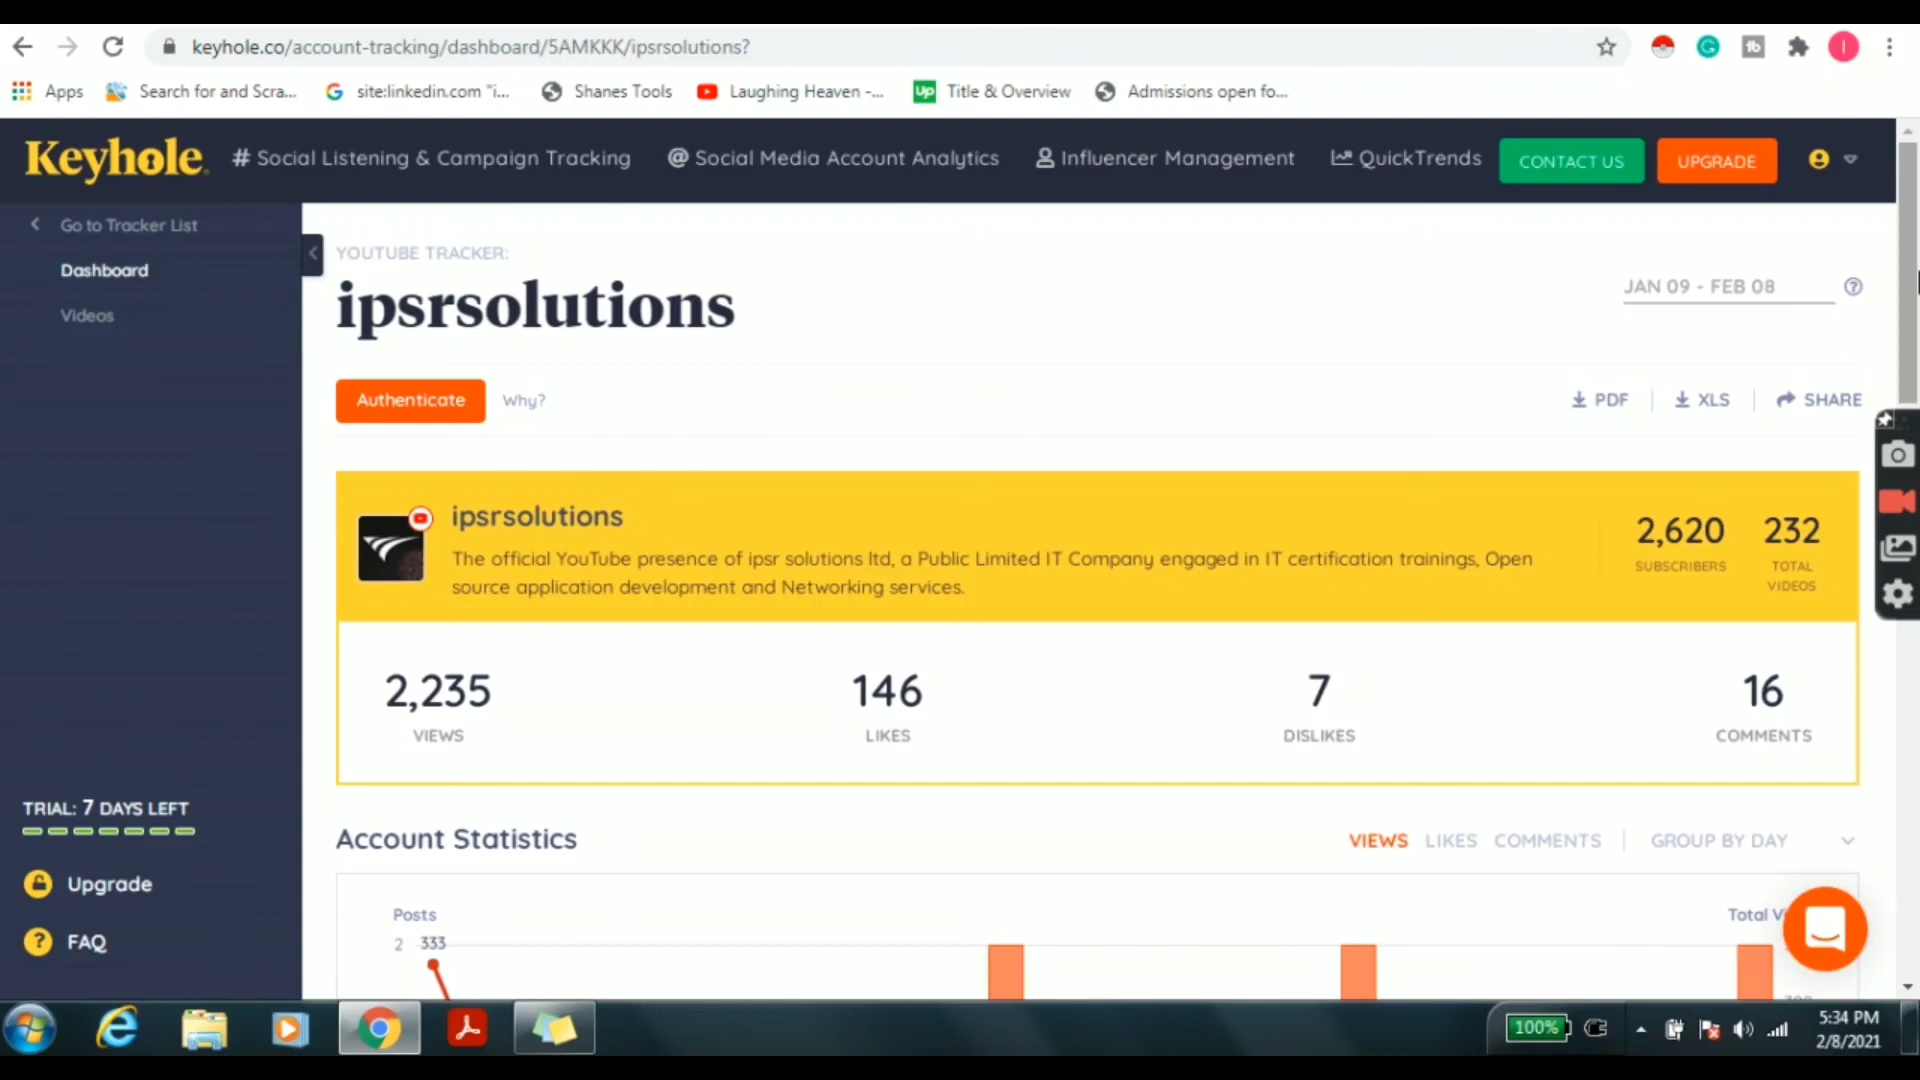 keyhole.co/account-tracking/dashboard/5AMKKK/ipsrsolutions?
Apps Search for and Scra... site:linkedin.com "i... Shanes Tools Laughing Heaven -... Title & Overview Admissions open fo...
Keyhole # Social Listening & Campaign Tracking @ Social Media Account Analytics Influencer Management QuickTrends CONTACT US UPGRADE
Go to Tracker List
Dashboard
Videos
YOUTUBE TRACKER:
ipsrsolutions
JAN 09 - FEB 08
Authenticate Why? PDF XLS SHARE
ipsrsolutions
The official YouTube presence of ipsr solutions ltd, a Public Limited IT Company engaged in IT certification trainings, Open
source application development and Networking services.
2,620 232
SUBSCRIBERS TOTAL
VIDEOS
2,235 146 7 16
VIEWS LIKES DISLIKES COMMENTS
TRIAL: 7 DAYS LEFT
Upgrade
FAQ
Account Statistics VIEWS LIKES COMMENTS GROUP BY DAY
Posts Total Vi
2 333
100%
5:34 PM
2/8/2021